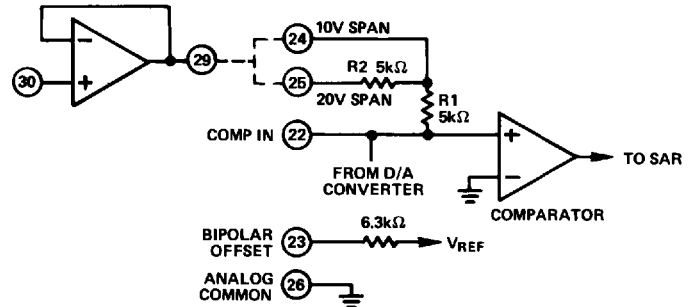 24
10V SPAN
29
R2 5kΩ
30
25
20V SPAN
R1
5kΩ
COMP IN
22
TO SAR
FROM D/A
CONVERTER
COMPARATOR
6.3kΩ
BIPOLAR
OFFSET
23
VREF
ANALOG
COMMON
26